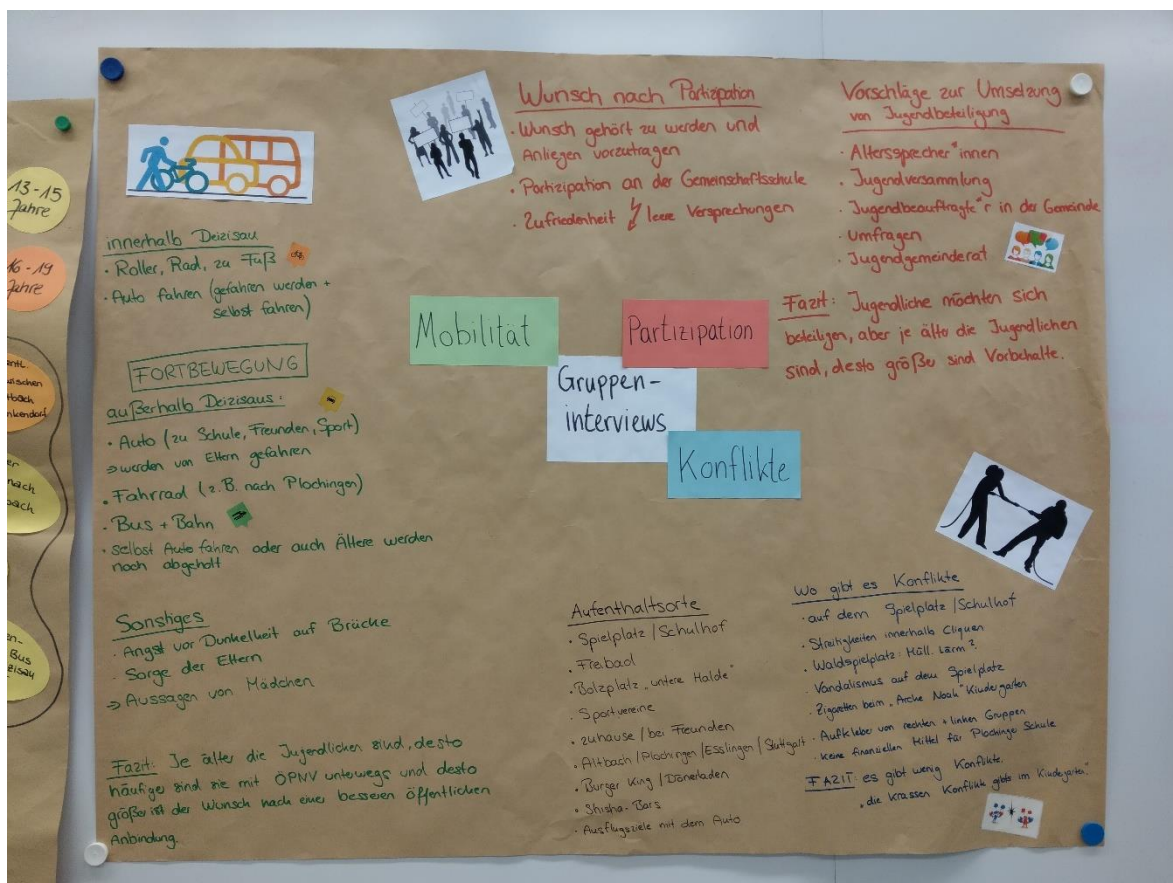 13-15
Jahre
16-19
Jahre
Bus
innerhalb Deizisau
· Roller, Rad, zu Fuß
· Auto fahren (gefahren werden +
selbst fahren)
FORTBEWEGUNG
außerhalb Deizisaus:
· Auto (zu Schule, Freunden, Sport)
⇒ werden von Eltern gefahren
· Fahrrad (z.B. nach Plochingen)
· Bus + Bahn
· selbst Auto fahren oder auch Ältere werden
noch abgeholt
Sonstiges
· Angst vor Dunkelheit auf Brücke
· Sorge der Eltern
⇒ Aussagen von Mädchen
Fazit: Je älter die Jugendlichen sind, desto
häufiger sind sie mit ÖPNV unterwegs und desto
größer ist der Wunsch nach einer besseren öffentlichen
Anbindung.
Wunsch nach Partizipation
· Wunsch gehört zu werden und
Anliegen vorzutragen
· Partizipation an der Gemeinschaftsschule
· Zufriedenheit leere Versprechungen
Vorschläge zur Umsetzung
von Jugendbeteiligung
· Alterssprecher*innen
· Jugendversammlung
· Jugendbeauftragte*r in der Gemeinde
· Umfragen
· Jugendgemeinderat
Fazit: Jugendliche möchten sich
beteiligen, aber je älter die Jugendlichen
sind, desto größer sind Vorbehalte.
Mobilität
Partizipation
Gruppen-
interviews
Konflikte
Aufenthaltsorte
· Spielplatz / Schulhof
· Freibad
· Bolzplatz „untere Halde"
· Sportvereine
· zuhause / bei Freunden
· Altbach / Plochingen / Esslingen / Stuttgart
· Burger King / Dönerladen
· Shisha-Bars
· Ausflugsziele mit dem Auto
Wo gibt es Konflikte
· auf dem Spielplatz / Schulhof
· Streitigkeiten innerhalb Cliquen
· Waldspielplatz: Müll, Lärm?
· Vandalismus auf dem Spielplatz
· Zigaretten beim „Arche Noah" Kindergarten
· Aufkleber von rechten + linken Gruppen
· keine finanziellen Mittel für Plochinger Schule
FAZIT: es gibt wenig Konflikte.
„die krassen Konflikte gibts im Kindergarten"